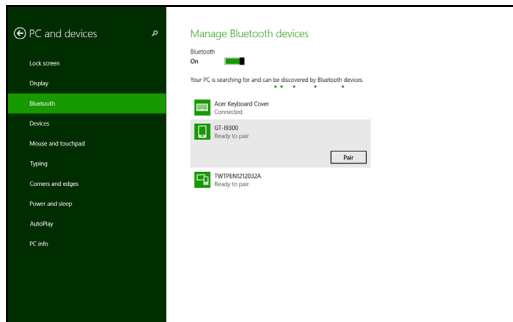 PC and devices
Lock screen
Display
Bluetooth
Devices
Mouse and touchpad
Typing
Corners and edges
Power and sleep
AutoPlay
PC info
Manage Bluetooth devices
Bluetooth
On
Your PC is searching for and can be discovered by Bluetooth devices.
Acer Keyboard Cover
Connected
GT-I9300
Ready to pair
Pair
TWTPEN1212032A
Ready to pair